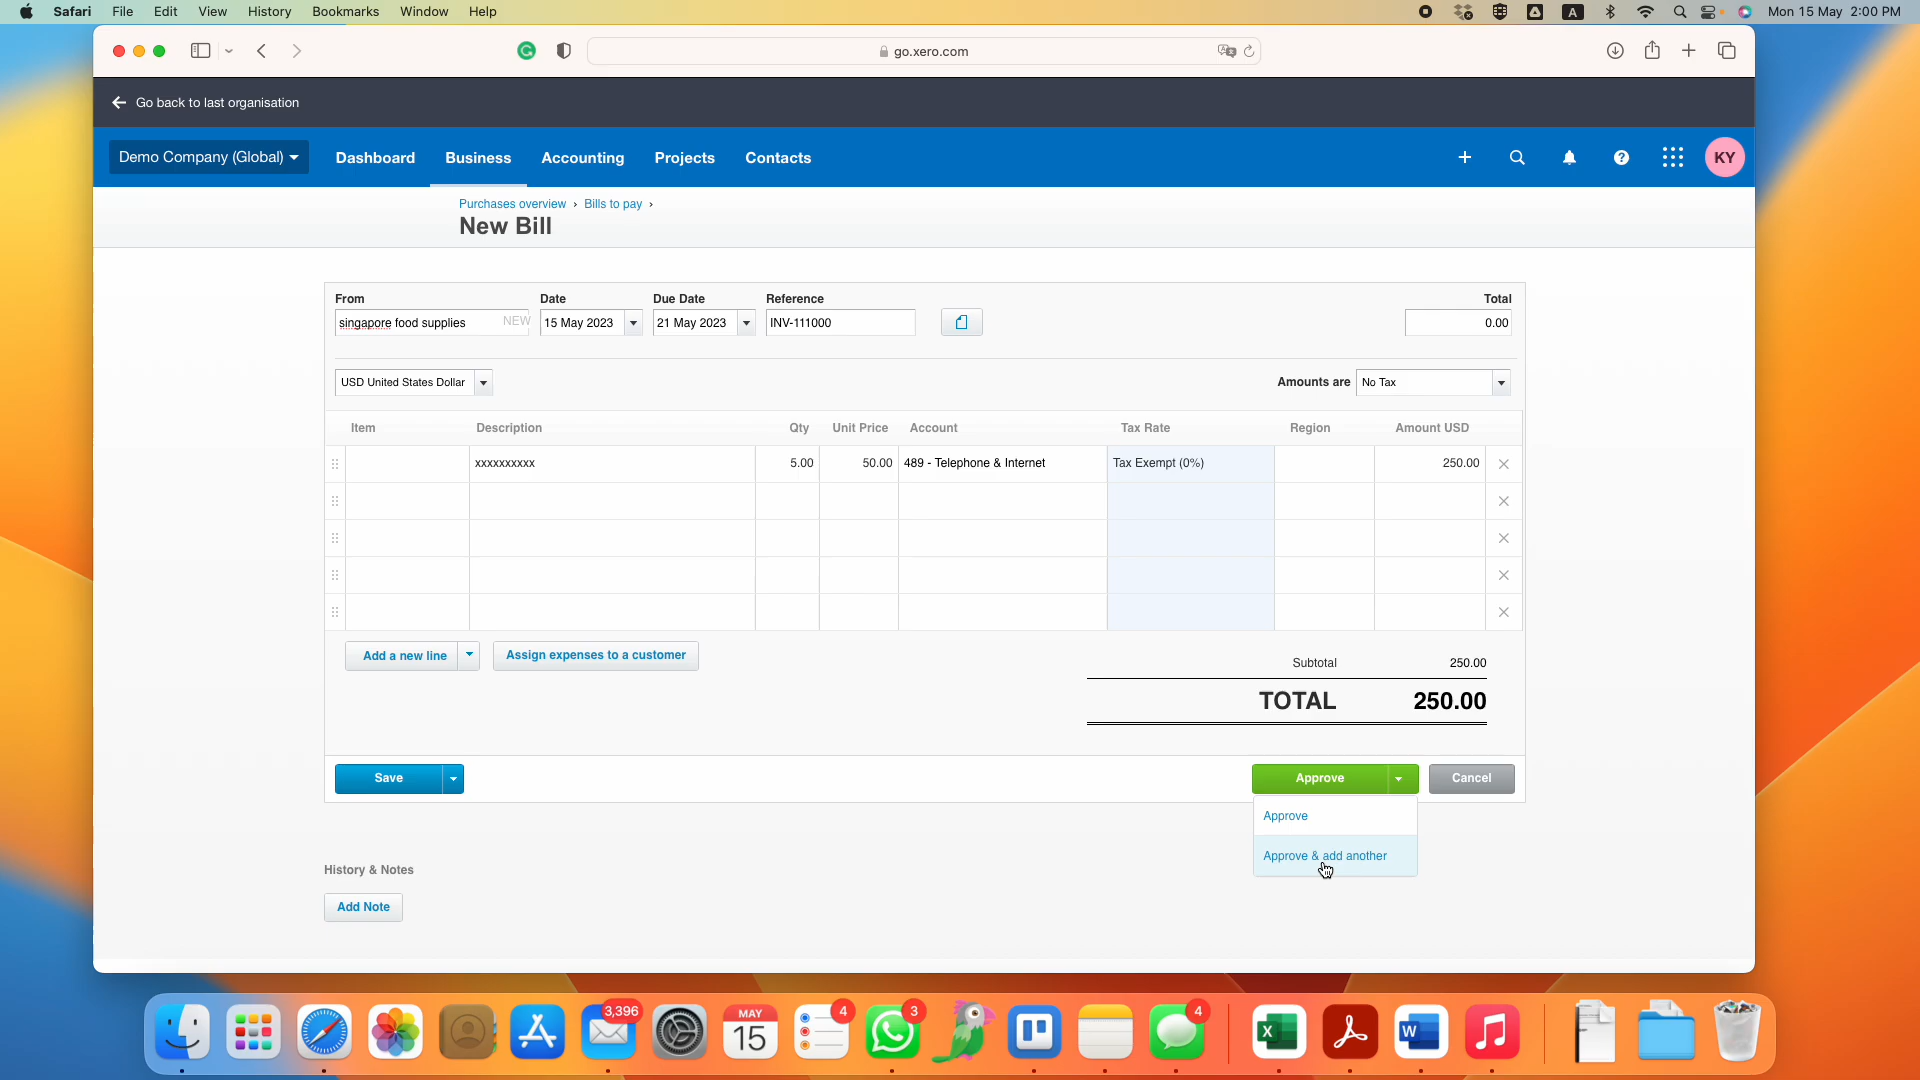 Safari File Edit View History Bookmarks Window Help A Mon 15 May 2:00 PM
go.xero.com
Go back to last organisation
Demo Company (Global) Dashboard Business Accounting Projects Contacts KY
Purchases overview › Bills to pay ›
New Bill
From Date Due Date Reference Total
singapore food supplies NEW 15 May 2023 21 May 2023 INV-111000 0.00
USD United States Dollar Amounts are No Tax
Item Description Qty Unit Price Account Tax Rate Region Amount USD
xxxxxxxxxx 5.00 50.00 489 - Telephone & Internet Tax Exempt (0%) 250.00
Add a new line Assign expenses to a customer
Subtotal 250.00
TOTAL 250.00
Save Approve Cancel
Approve
Approve & add another
History & Notes
Add Note
3,396 MAY 15 4 3 4 X W